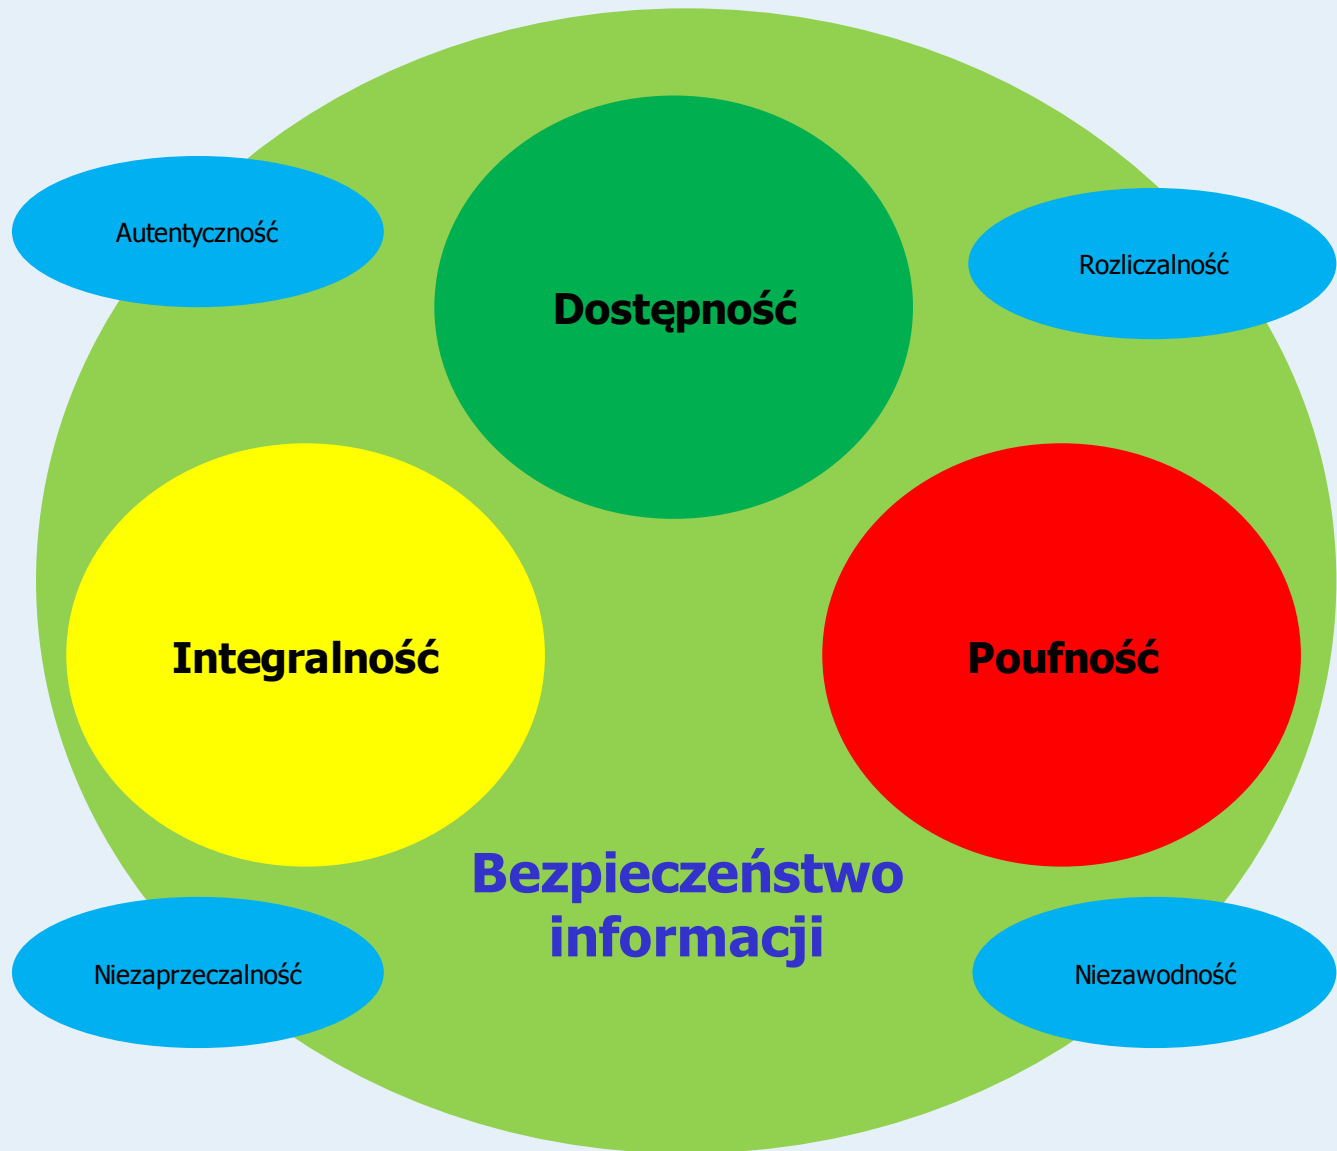 Autentyczność
Rozliczalność
Dostępność
Integralność
Poufność
Bezpieczeństwo
informacji
Niezaprzeczalność
Niezawodność